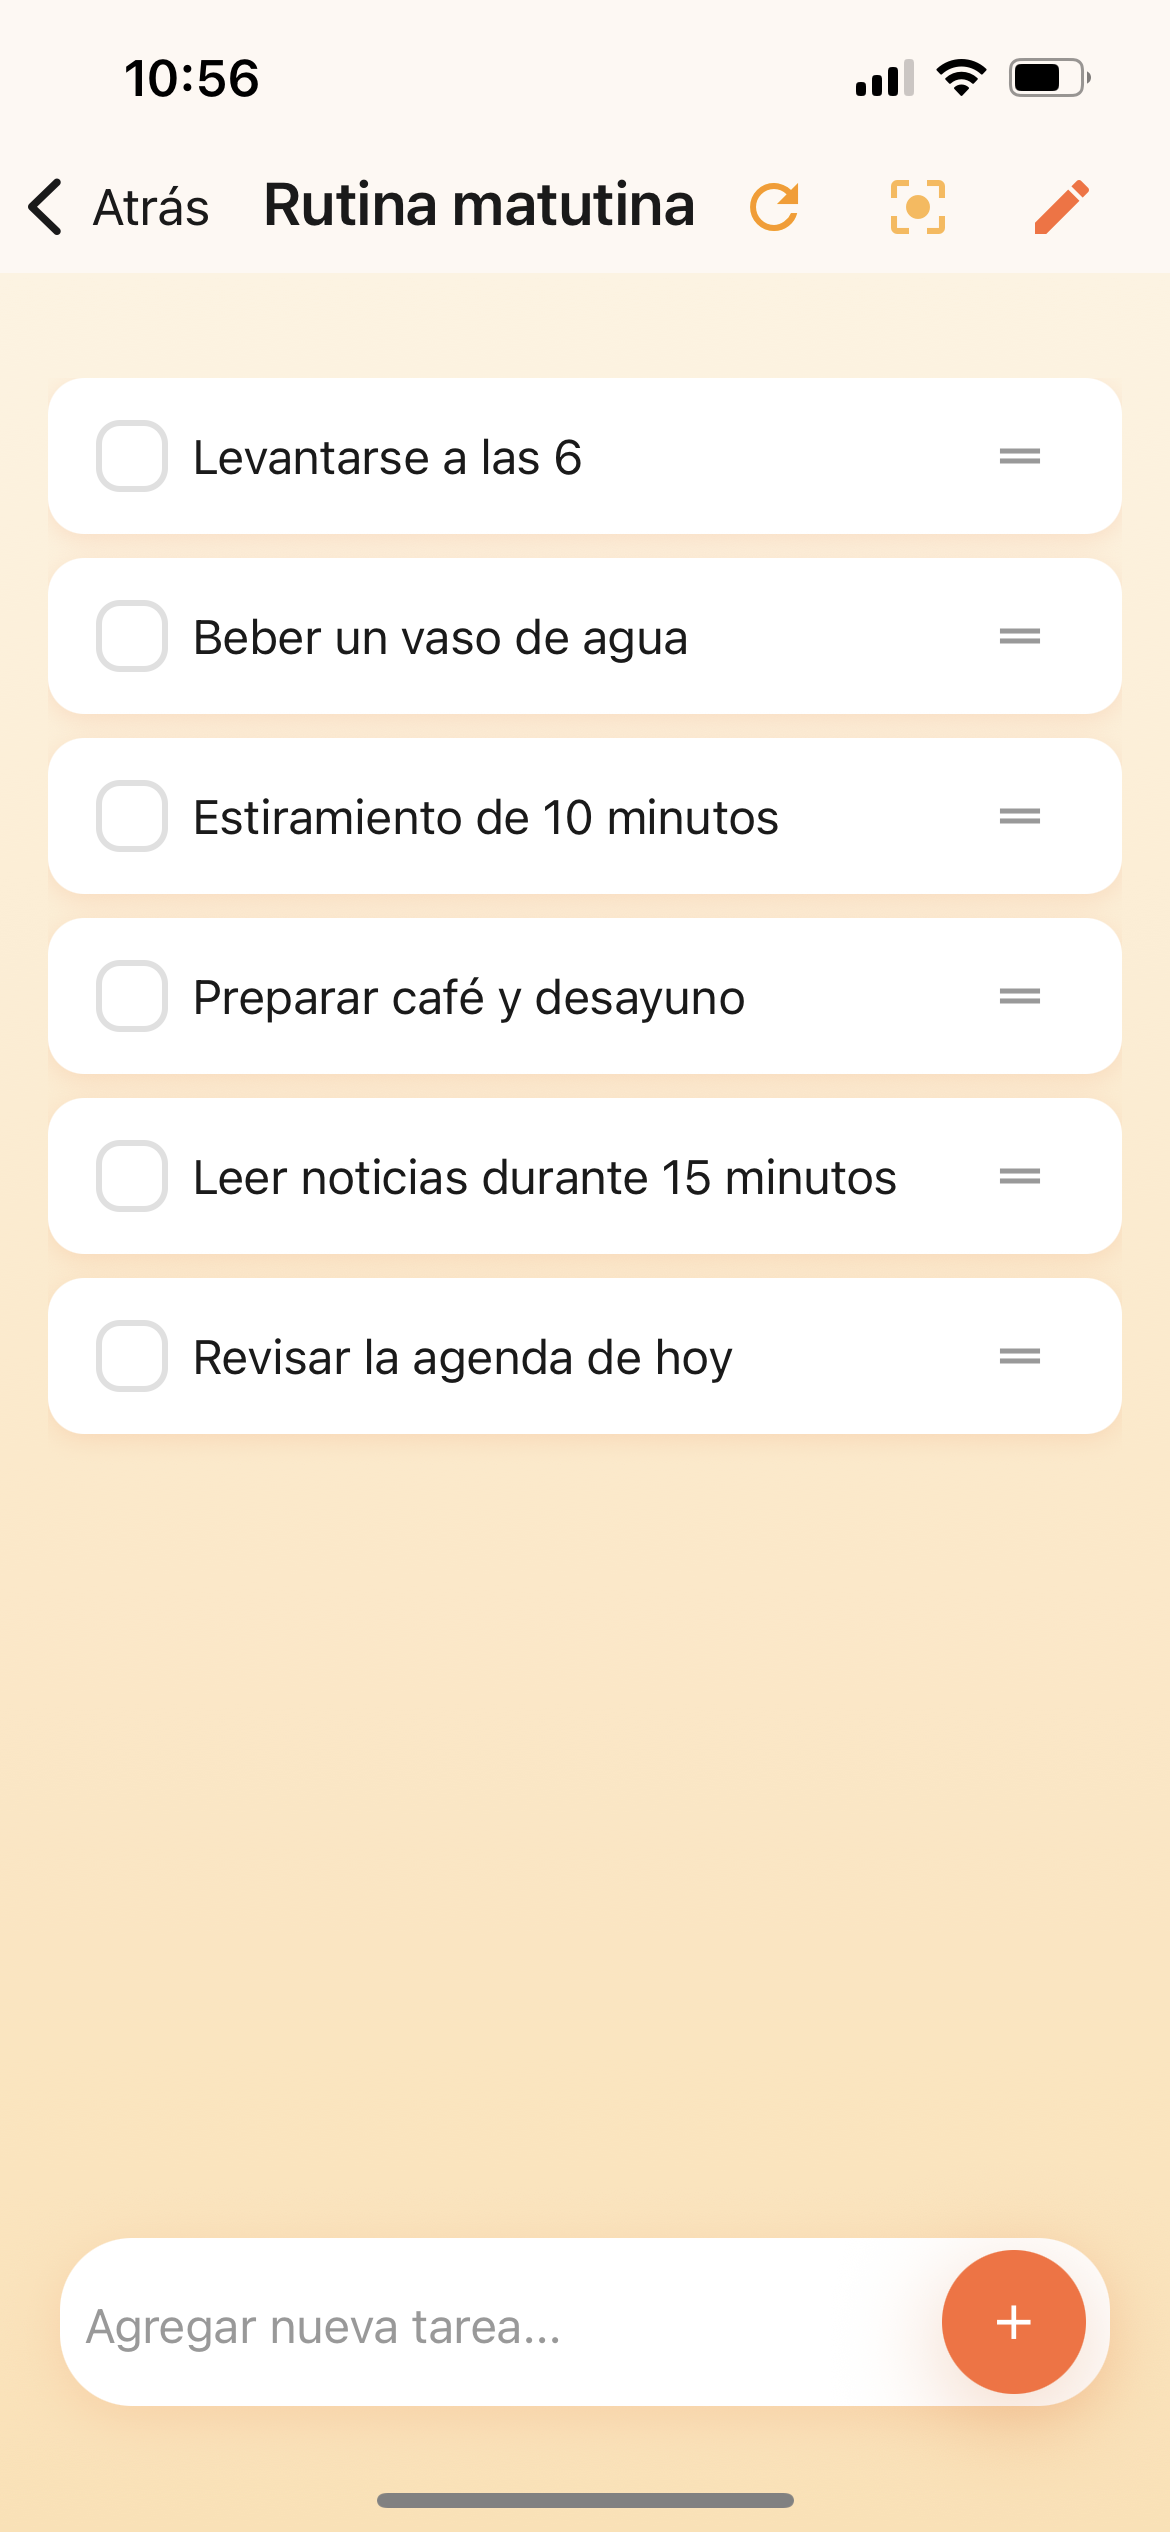 10:56
Atrás Rutina matutina
Levantarse a las 6
Beber un vaso de agua
Estiramiento de 10 minutos
Preparar café y desayuno
Leer noticias durante 15 minutos
Revisar la agenda de hoy
Agregar nueva tarea...